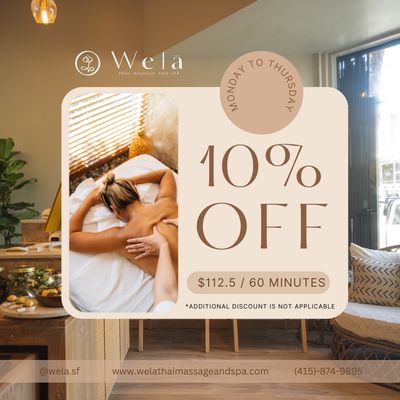 Welā
THAI MASSAGE AND SPA
MONDAY TO THURSDAY
10%
OFF
$112.5 / 60 MINUTES
*ADDITIONAL DISCOUNT IS NOT APPLICABLE
@wela.sf www.welathaimassageandspa.com (415)-874-9895